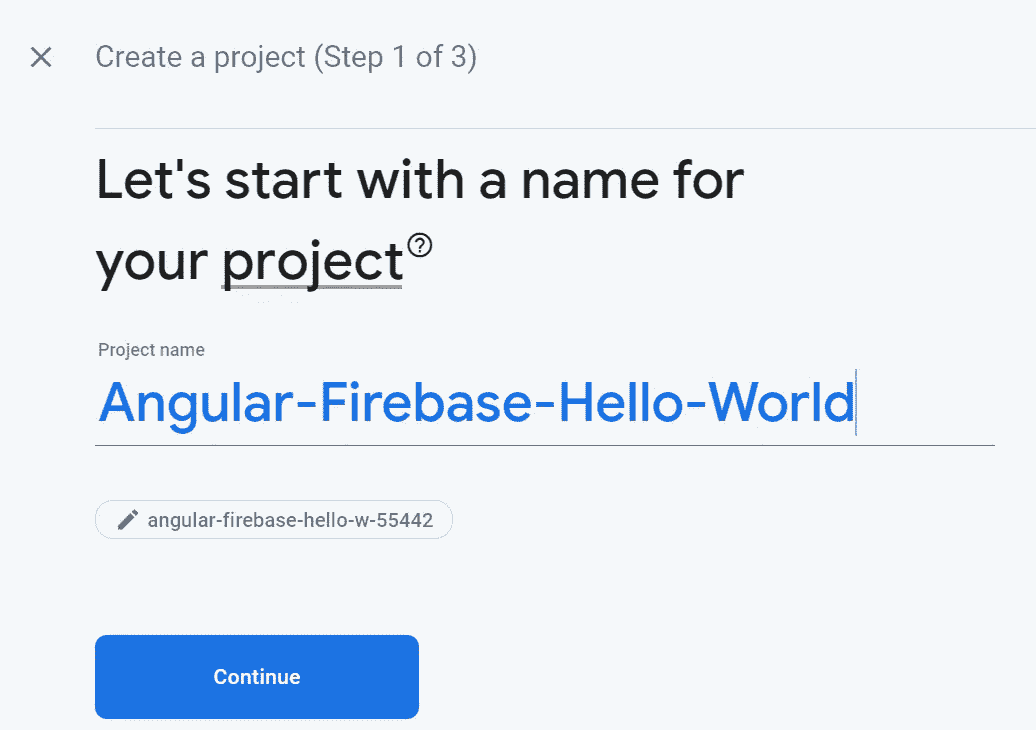 Create a project (Step 1 of 3)
Let's start with a name for
your project
Project name
Angular-Firebase-Hello-World
angular-firebase-hello-w-55442
Continue